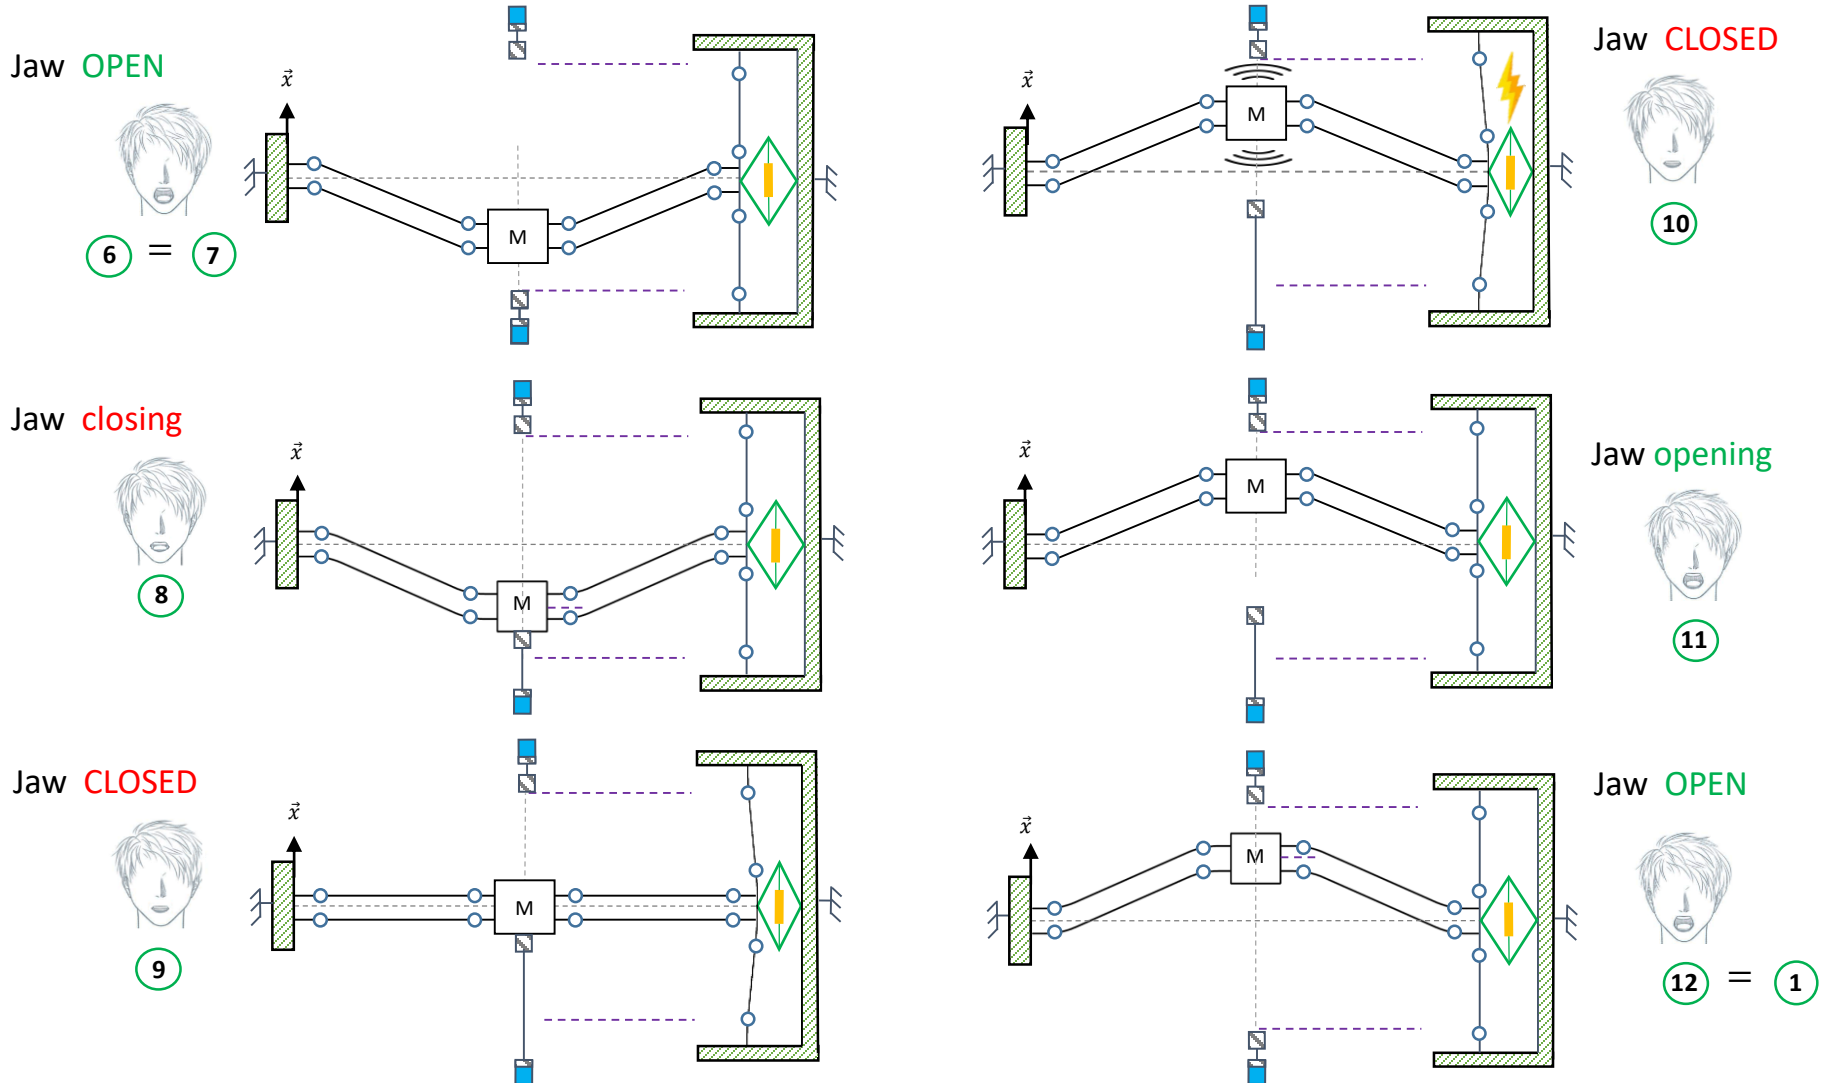 Jaw OPEN
x⃗
M
6 = 7
Jaw closing
x⃗
M
8
Jaw CLOSED
x⃗
M
9
Jaw CLOSED
x⃗
M
10
Jaw opening
x⃗
M
11
Jaw OPEN
x⃗
M
12 = 1